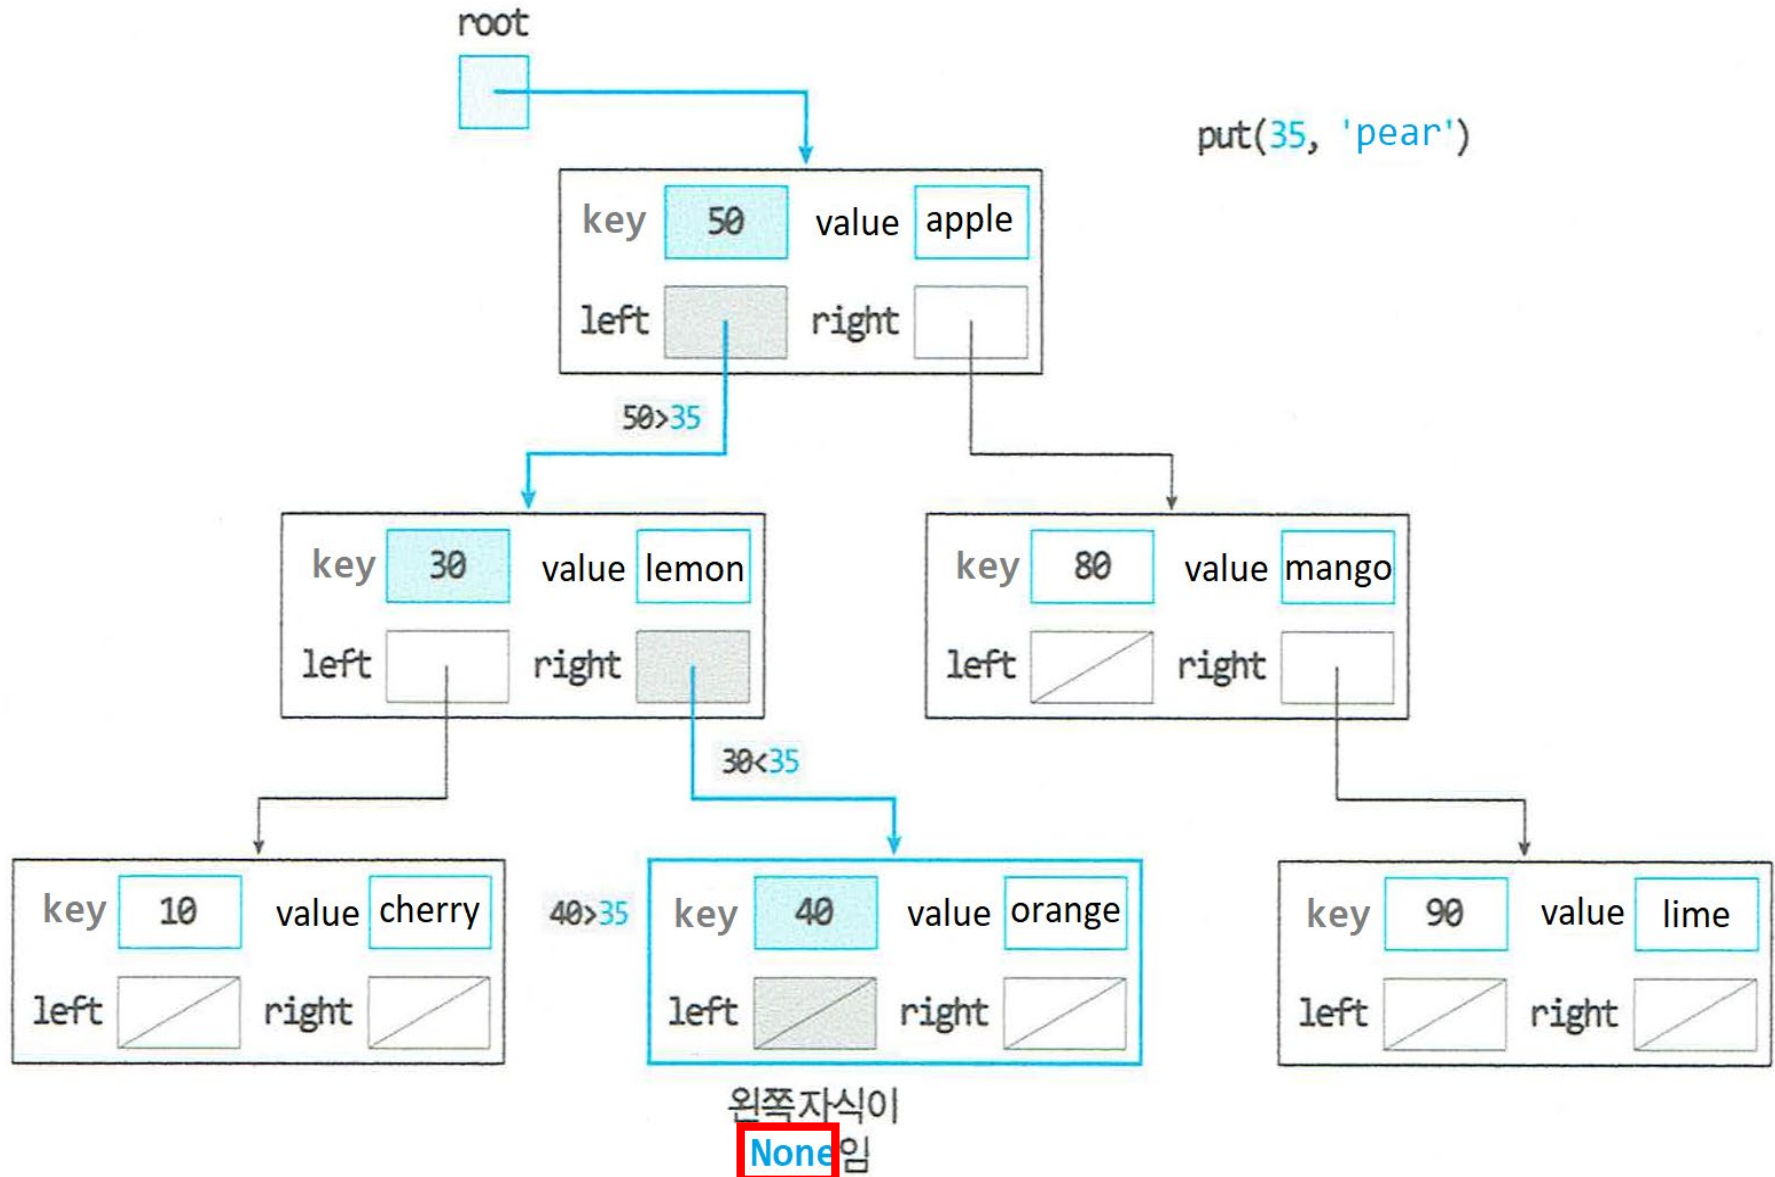 root
put(35, 'pear')
key 50 value apple
left right
50>35
key 30 value lemon
left right
key 80 value mango
left right
30<35
key 10 value cherry
left right
40>35
key 40 value orange
left right
key 90 value lime
left right
왼쪽자식이
None임